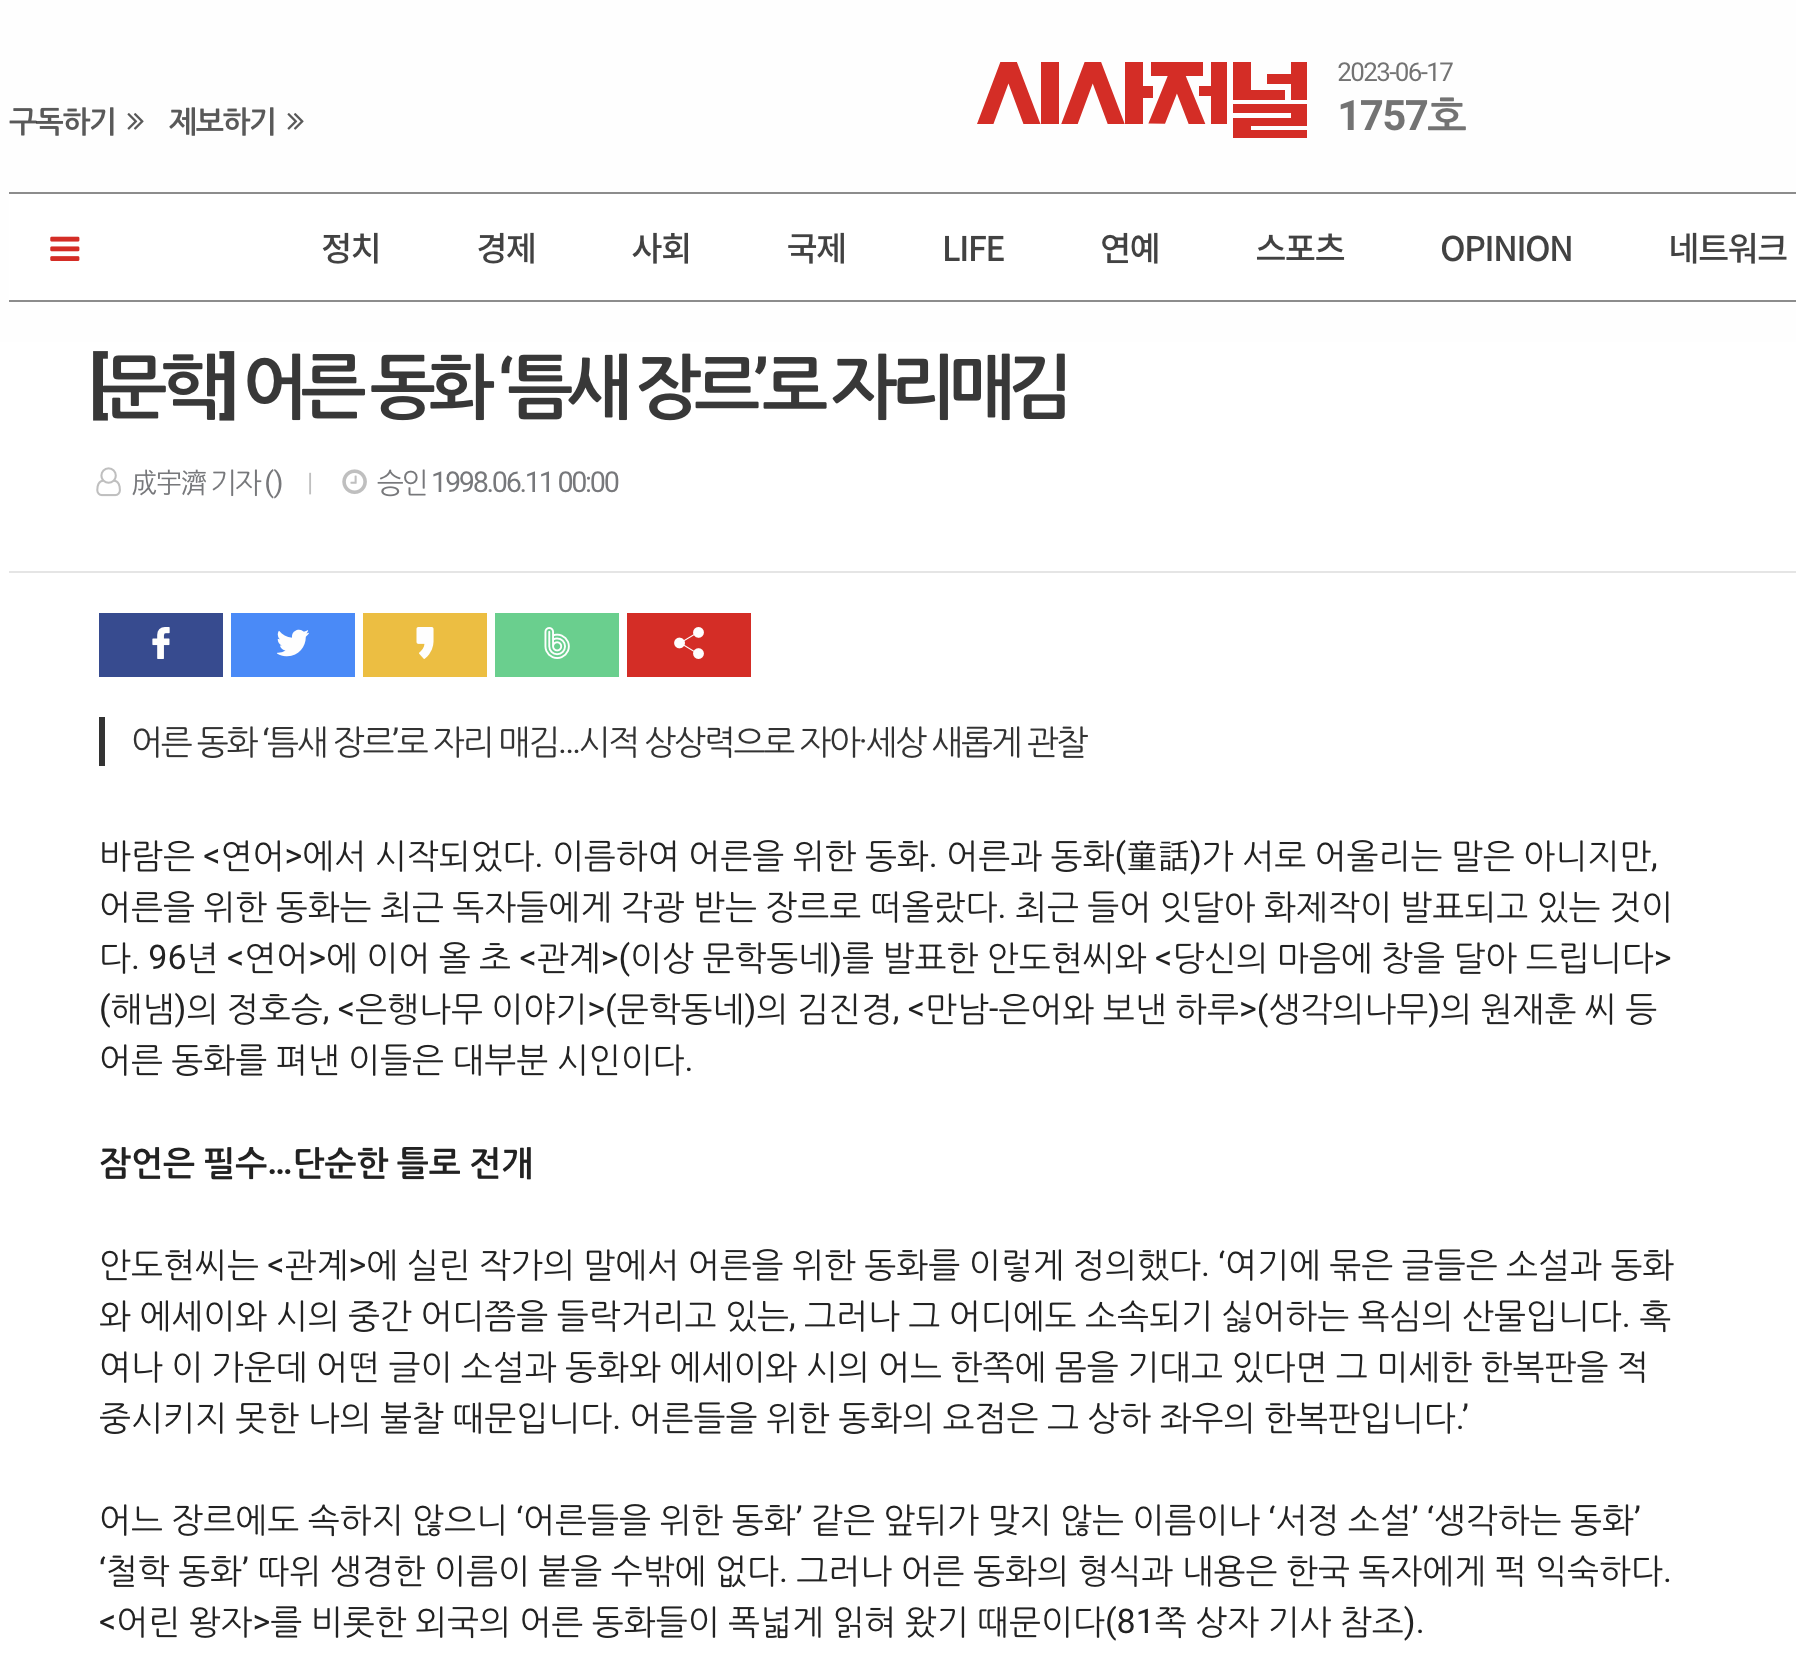 시사저널
2023-06-17
1757호
구독하기 »
제보하기 »
정치 경제 사회 국제 LIFE 연예 스포츠 OPINION 네트워크
[문학] 어른 동화 ‘틈새 장르’로 자리매김
成宇濟 기자 () | 승인 1998.06.11 00:00
어른 동화 ‘틈새 장르’로 자리 매김...시적 상상력으로 자아·세상 새롭게 관찰
바람은 <연어>에서 시작되었다. 이름하여 어른을 위한 동화. 어른과 동화(童話)가 서로 어울리는 말은 아니지만,
어른을 위한 동화는 최근 독자들에게 각광 받는 장르로 떠올랐다. 최근 들어 잇달아 화제작이 발표되고 있는 것이
다. 96년 <연어>에 이어 올 초 <관계>(이상 문학동네)를 발표한 안도현씨와 <당신의 마음에 창을 달아 드립니다>
(해냄)의 정호승, <은행나무 이야기>(문학동네)의 김진경, <만남-은어와 보낸 하루>(생각의나무)의 원재훈 씨 등
어른 동화를 펴낸 이들은 대부분 시인이다.
잠언은 필수...단순한 틀로 전개
안도현씨는 <관계>에 실린 작가의 말에서 어른을 위한 동화를 이렇게 정의했다. ‘여기에 묶은 글들은 소설과 동화
와 에세이와 시의 중간 어디쯤을 들락거리고 있는, 그러나 그 어디에도 소속되기 싫어하는 욕심의 산물입니다. 혹
여나 이 가운데 어떤 글이 소설과 동화와 에세이와 시의 어느 한쪽에 몸을 기대고 있다면 그 미세한 한복판을 적
중시키지 못한 나의 불찰 때문입니다. 어른들을 위한 동화의 요점은 그 상하 좌우의 한복판입니다.’
어느 장르에도 속하지 않으니 ‘어른들을 위한 동화’ 같은 앞뒤가 맞지 않는 이름이나 ‘서정 소설’ ‘생각하는 동화’
‘철학 동화’ 따위 생경한 이름이 붙을 수밖에 없다. 그러나 어른 동화의 형식과 내용은 한국 독자에게 퍽 익숙하다.
<어린 왕자>를 비롯한 외국의 어른 동화들이 폭넓게 읽혀 왔기 때문이다(81쪽 상자 기사 참조).